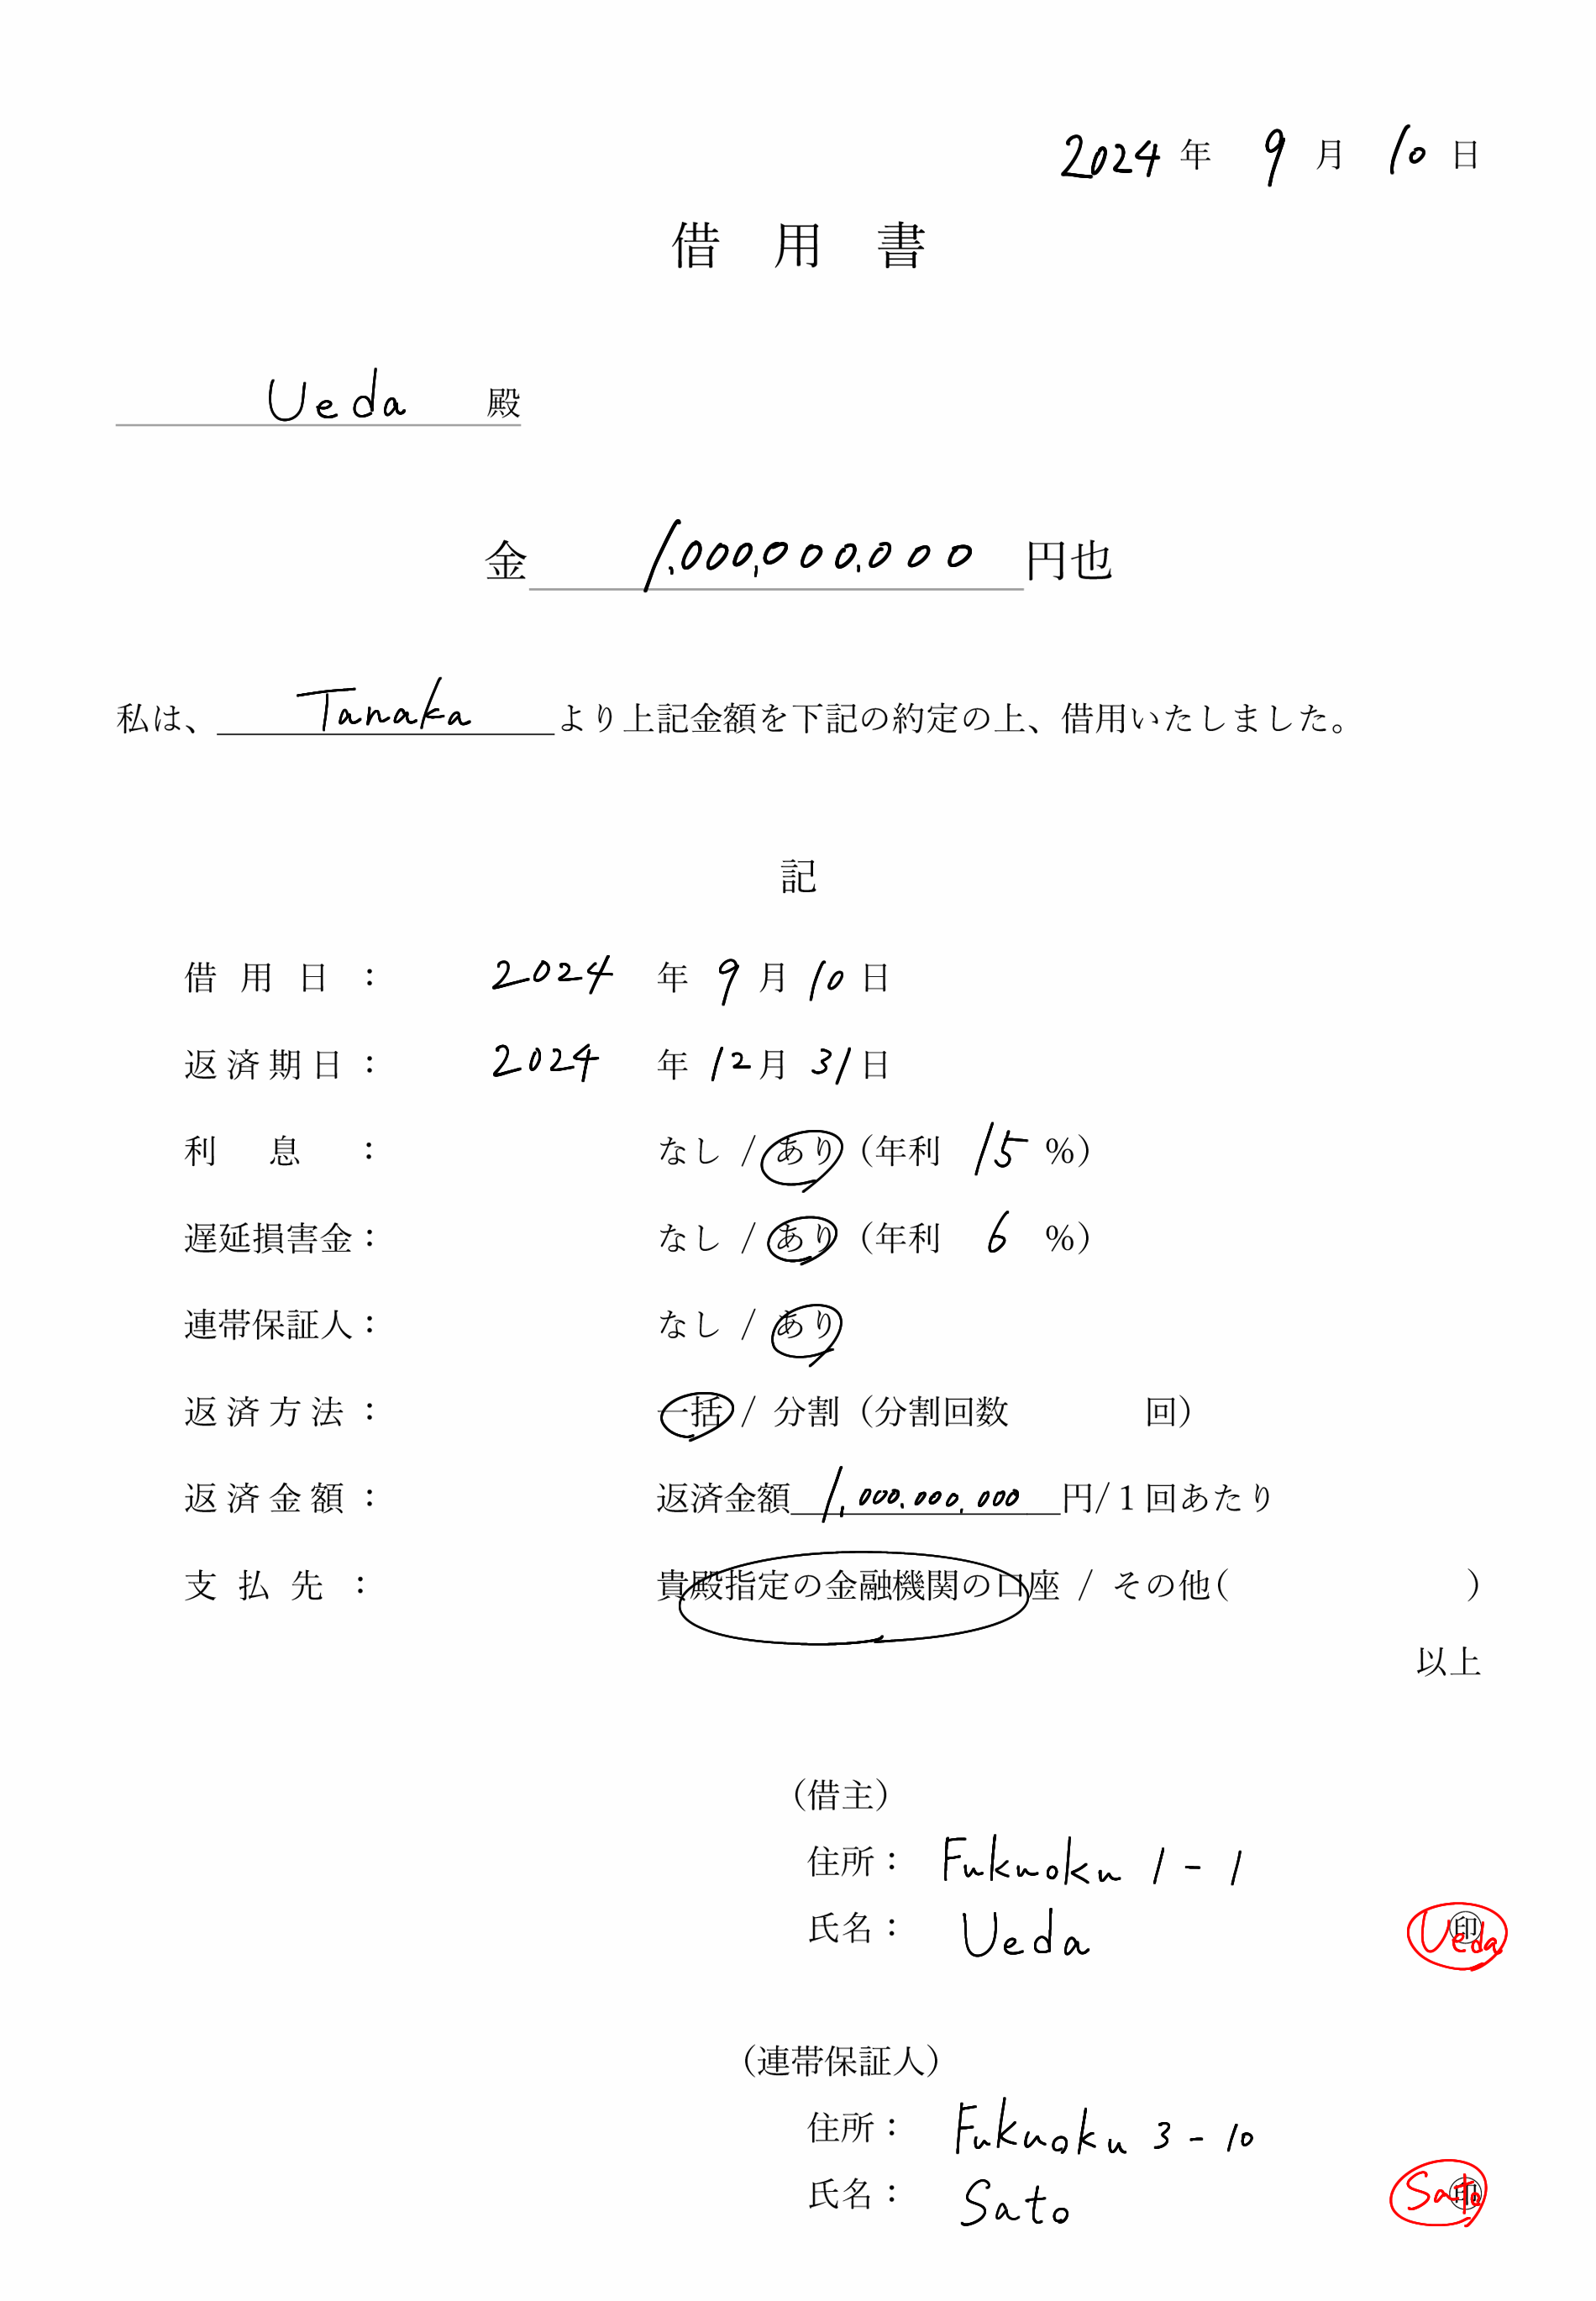 2024 年 9 月 10 日
借 用 書
Ueda 殿
金 1,000,000,000 円也
私は、 Tanaka より上記金額を下記の約定の上、借用いたしました。
記
借 用 日 : 2024 年 9 月 10 日
返 済 期 日 : 2024 年 12 月 31 日
利 息 : なし / あり (年利 15 %)
遅延損害金: なし / あり (年利 6 %)
連帯保証人: なし / あり
返 済 方 法 : 一括 / 分割 (分割回数 回)
返 済 金 額 : 返済金額 1,000,000,000 円/1回あたり
支 払 先 : 貴殿指定の金融機関の口座 / その他( )
以上
(借主)
住所: Fukuoku 1-1
氏名: Ueda 印 Ueda
(連帯保証人)
住所: Fukuoku 3-10
氏名: Sato 印 Sato